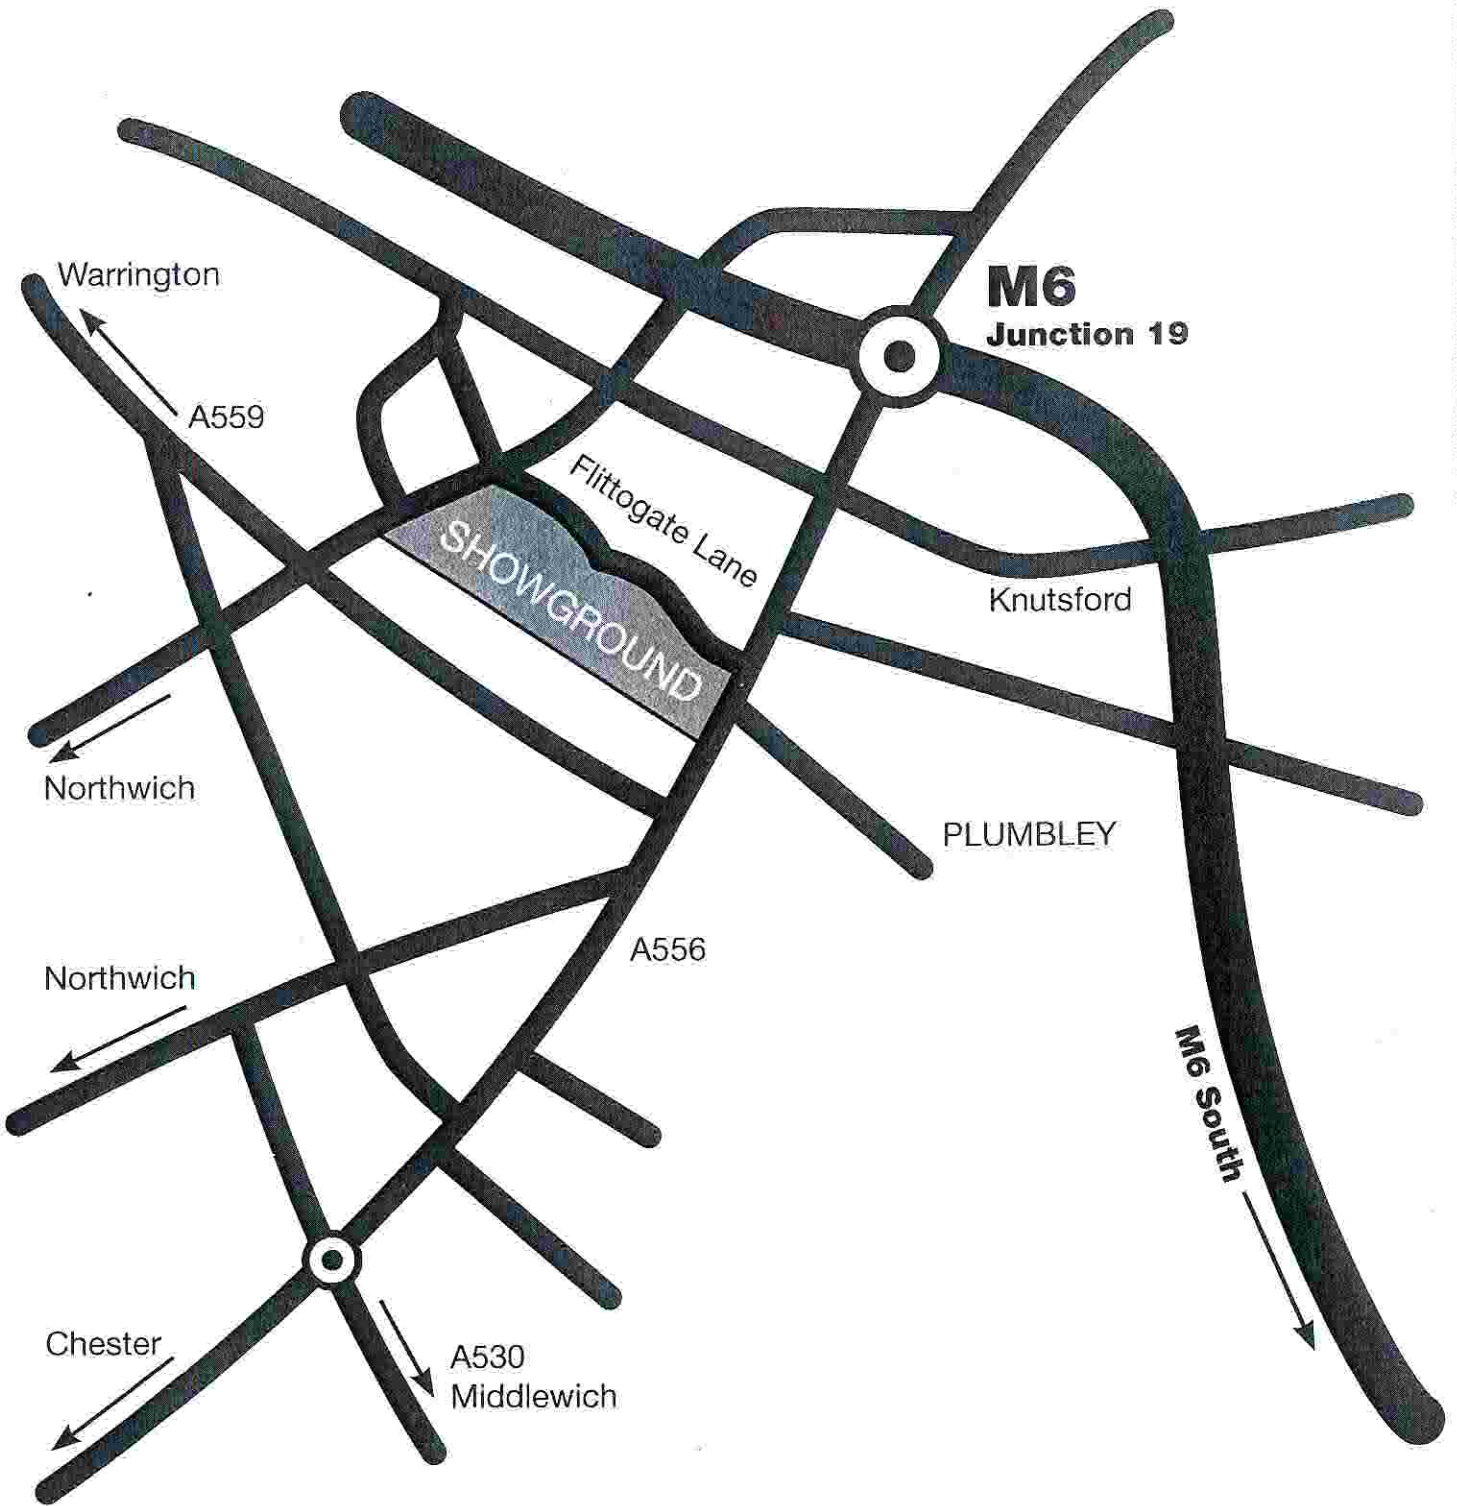 Warrington
M6
Junction 19
A559
Flittogate Lane
SHOWGROUND
Knutsford
Northwich
PLUMBLEY
A556
Northwich
M6 South
Chester
A530
Middlewich